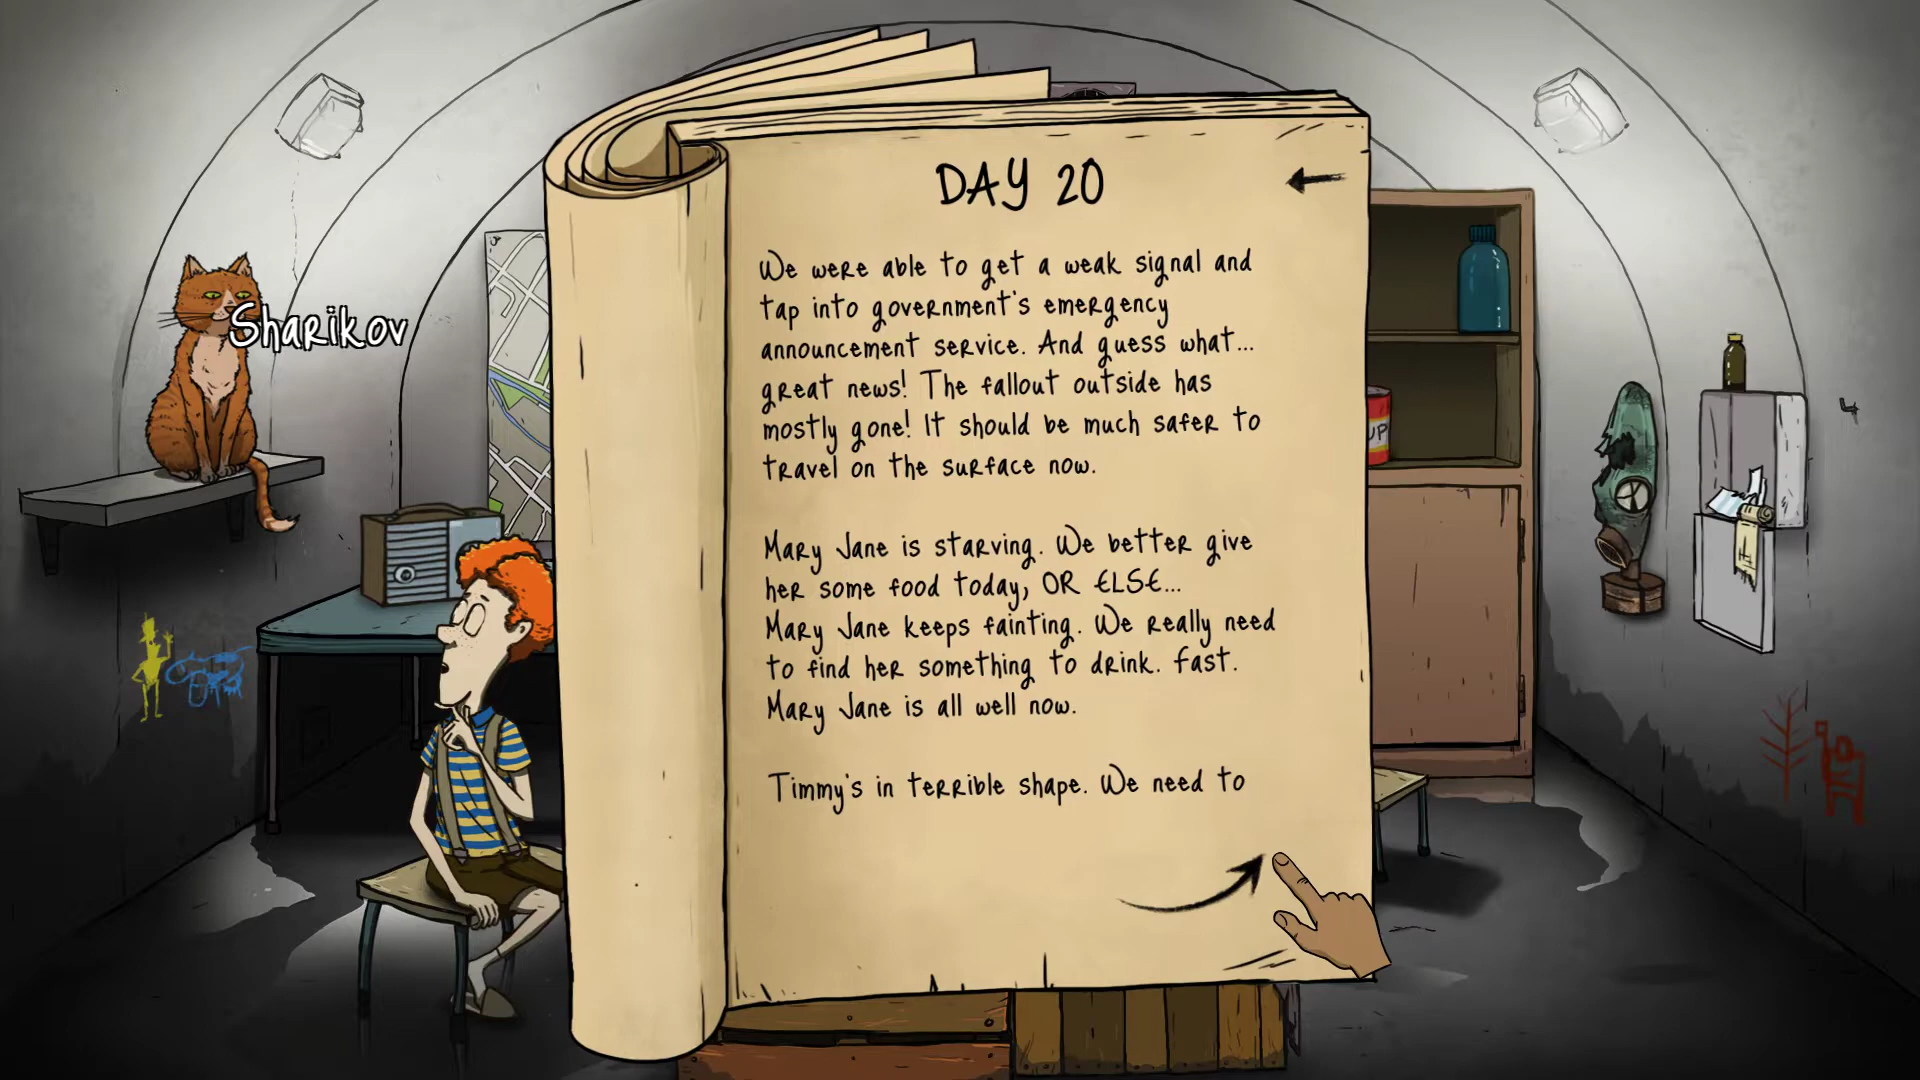 DAY 20
We were able to get a weak signal and
tap into government's emergency
announcement service. And guess what...
great news! The fallout outside has
mostly gone! It should be much safer to
travel on the surface now.
Mary Jane is starving. We better give
her some food today, OR ELSE...
Mary Jane keeps fainting. We really need
to find her something to drink. Fast.
Mary Jane is all well now.
Timmy's in terrible shape. We need to
Sharikov
UP